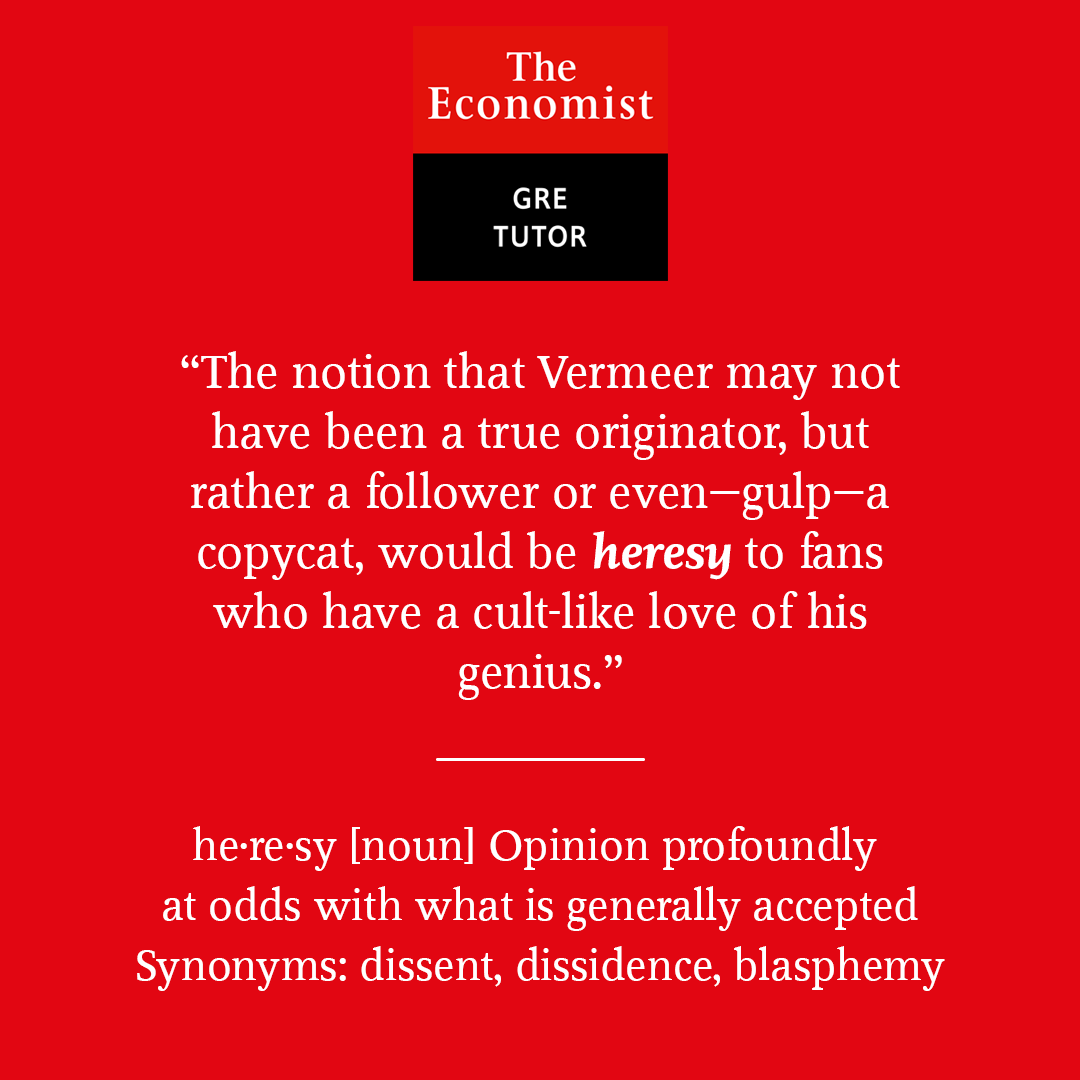 The
Economist
GRE
TUTOR
“The notion that Vermeer may not
have been a true originator, but
rather a follower or even—gulp—a
copycat, would be heresy to fans
who have a cult-like love of his
genius.”
he·re·sy [noun] Opinion profoundly
at odds with what is generally accepted
Synonyms: dissent, dissidence, blasphemy